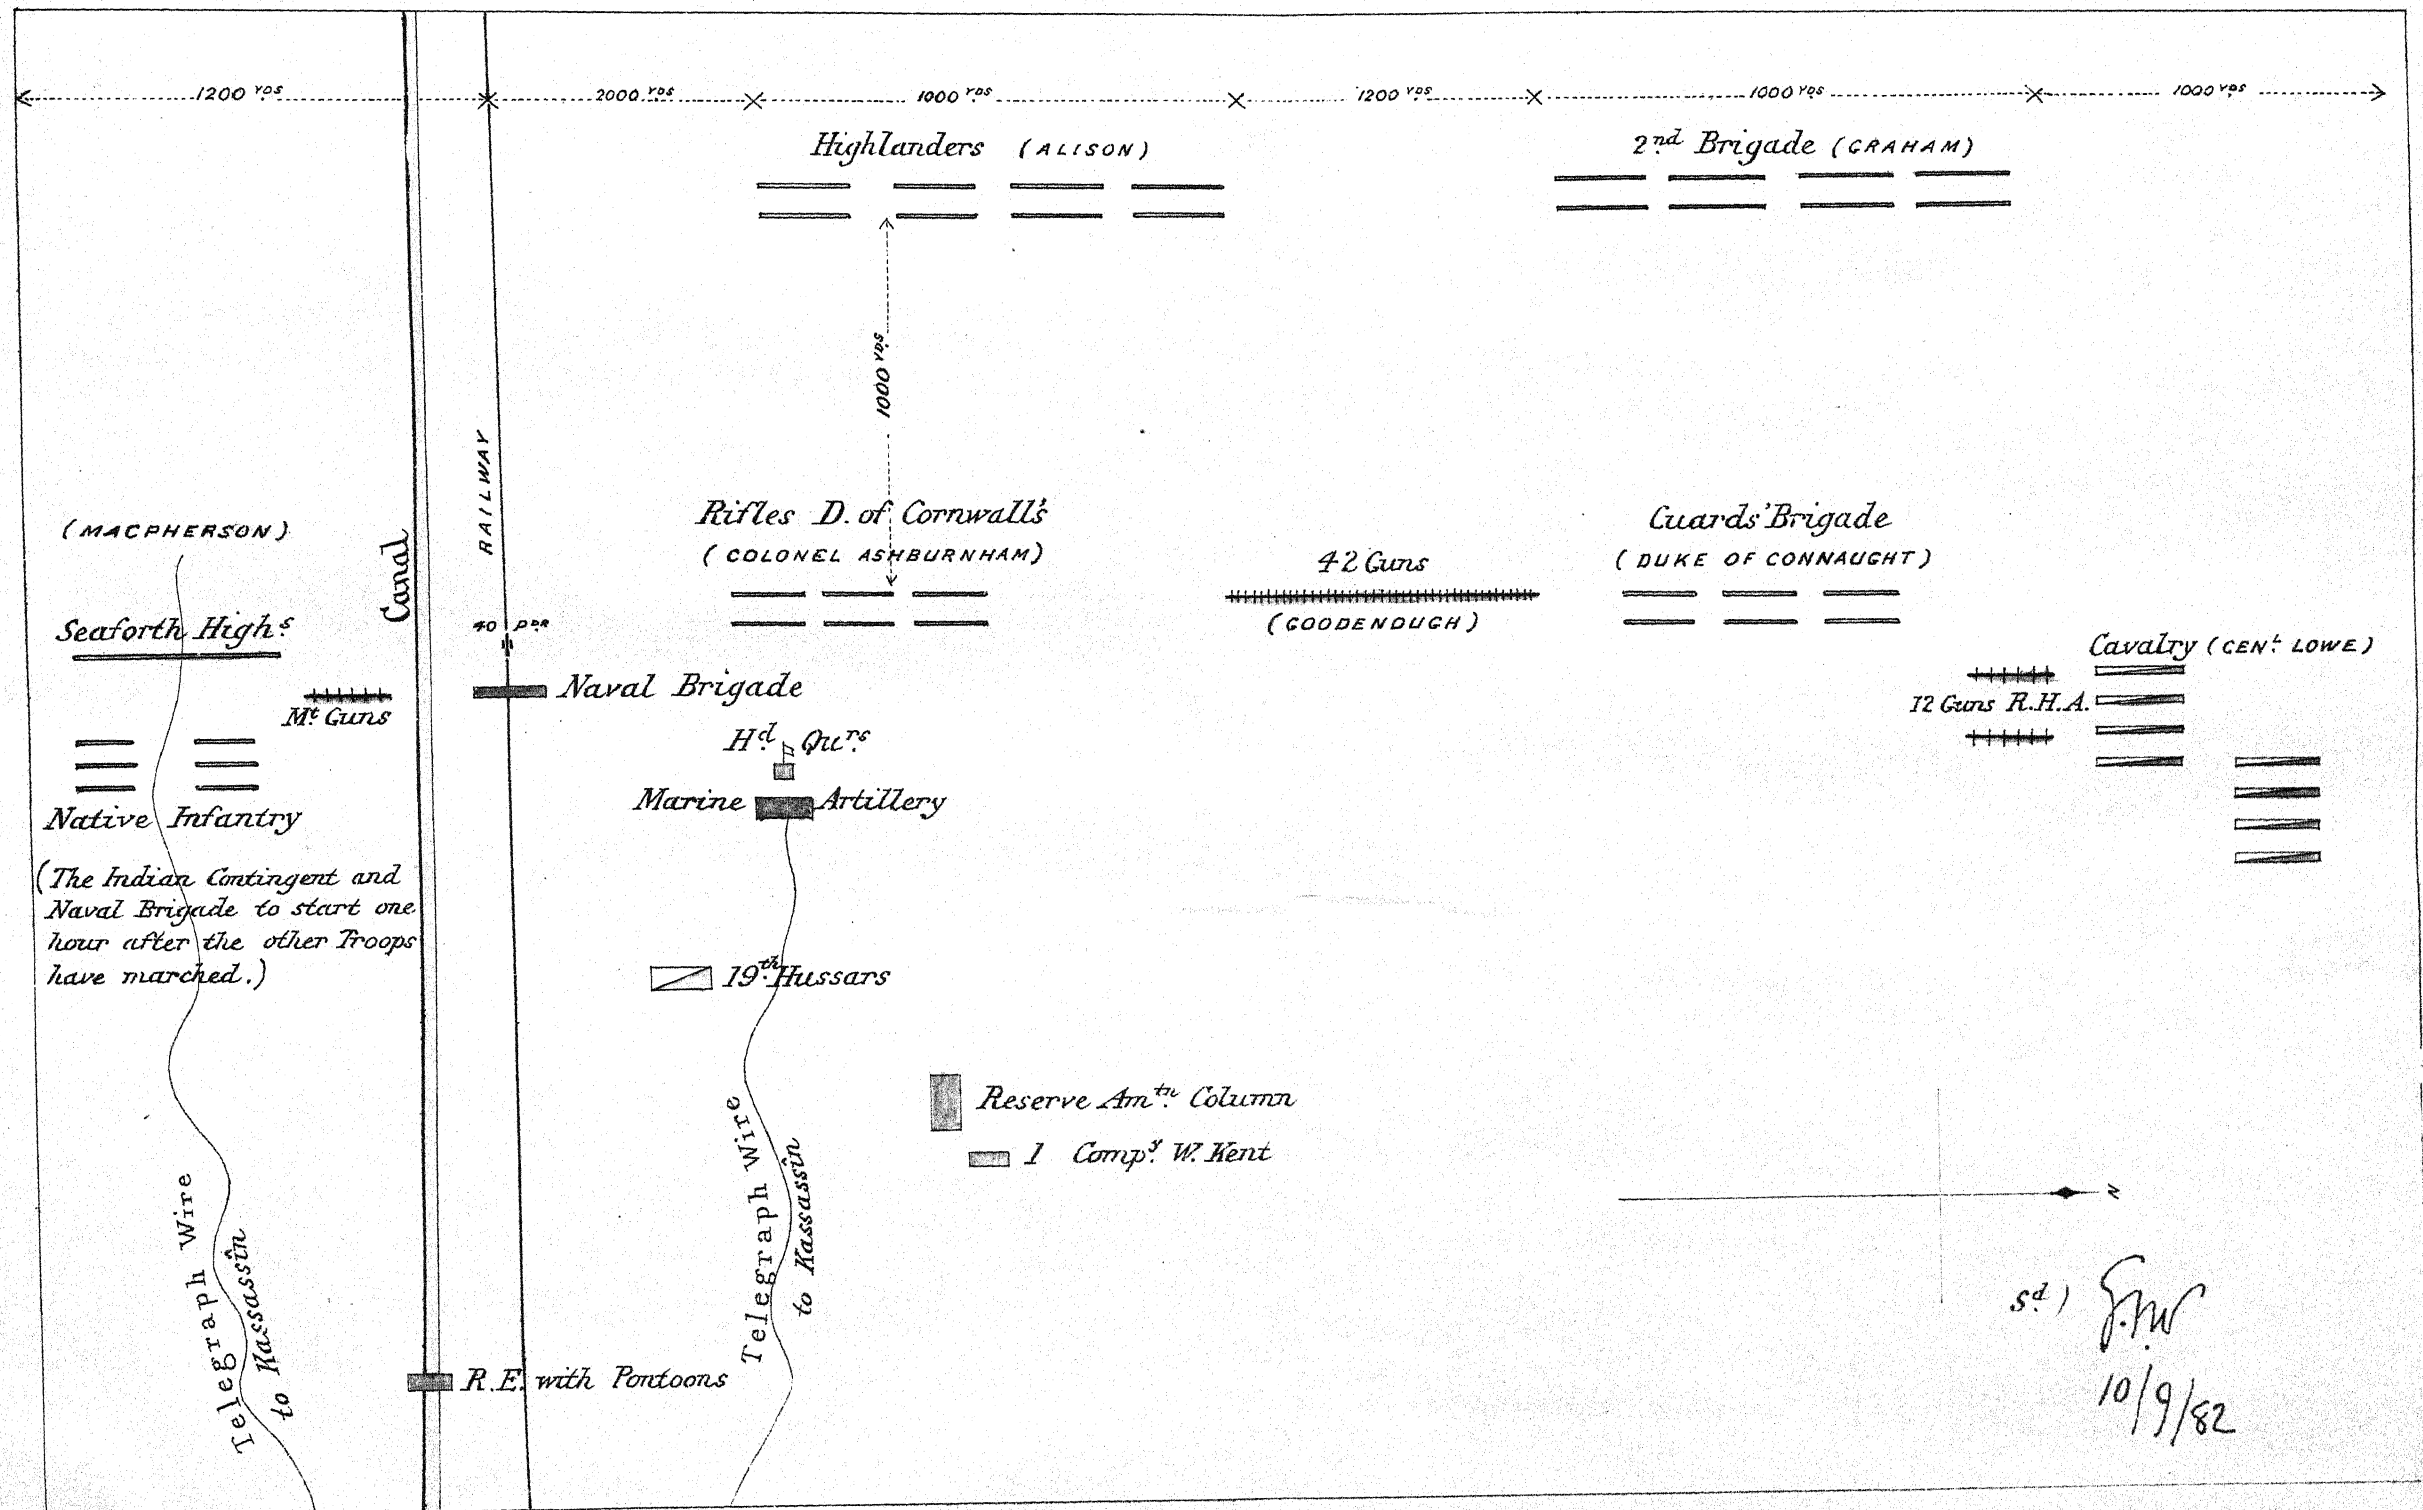 1200 YDS
2000 YDS
1000 YDS
1200 YDS
1000 YDS
1000 YDS
Highlanders (ALISON)
2nd Brigade (GRAHAM)
1000 YDS
RAILWAY
Canal
(MACPHERSON)
Seaforth Highs
Mt Guns
Native Infantry
(The Indian Contingent and
Naval Brigade to start one
hour after the other Troops
have marched.)
Rifles D. of Cornwall's
(COLONEL ASHBURNHAM)
42 Guns
(GOODENOUGH)
Guards' Brigade
(DUKE OF CONNAUGHT)
40 PDR
Naval Brigade
Hd Qurs
Marine Artillery
Cavalry (GENL LOWE)
12 Guns R.H.A.
19th Hussars
Reserve Amtn Column
1 Compy W. Kent
Telegraph Wire
to Kassassîn
Telegraph Wire
to Kassassîn
R.E. with Pontoons
N
Sd)
G.W.
10/9/82